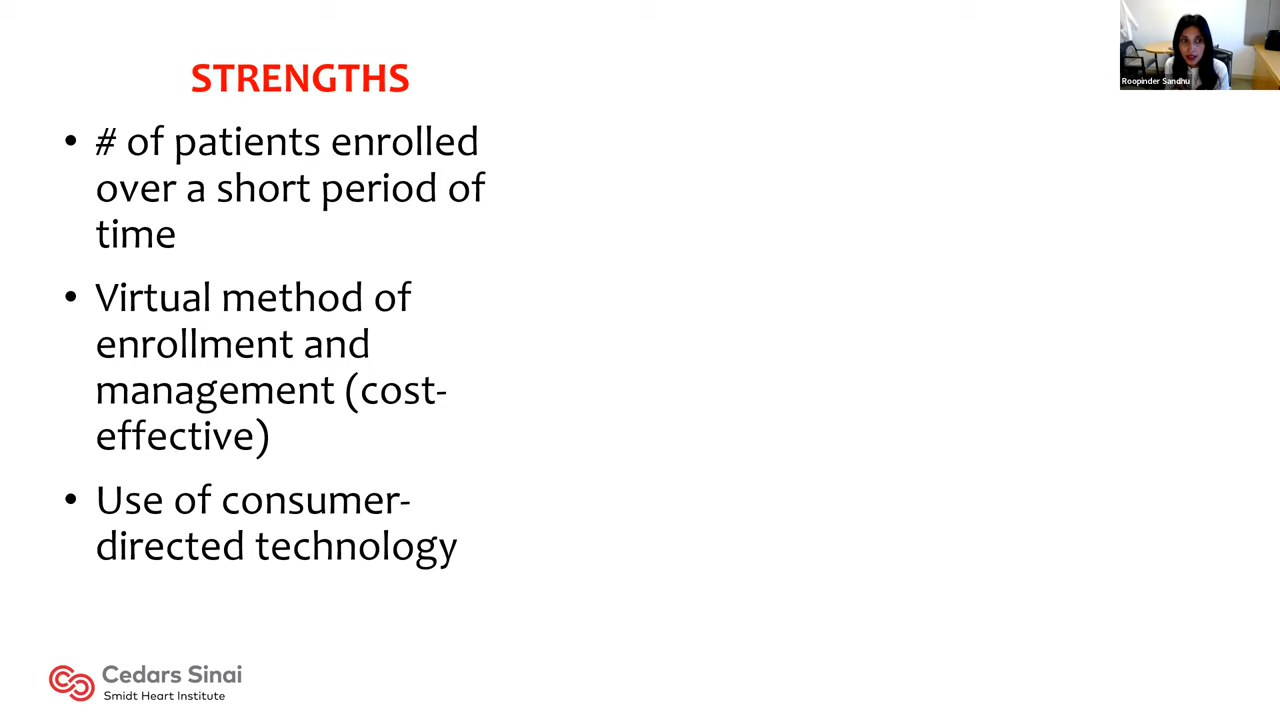 STRENGTHS
• # of patients enrolled
over a short period of
time
• Virtual method of
enrollment and
management (cost-
effective)
• Use of consumer-
directed technology
Cedars Sinai
Smidt Heart Institute
Roopinder Sandhu